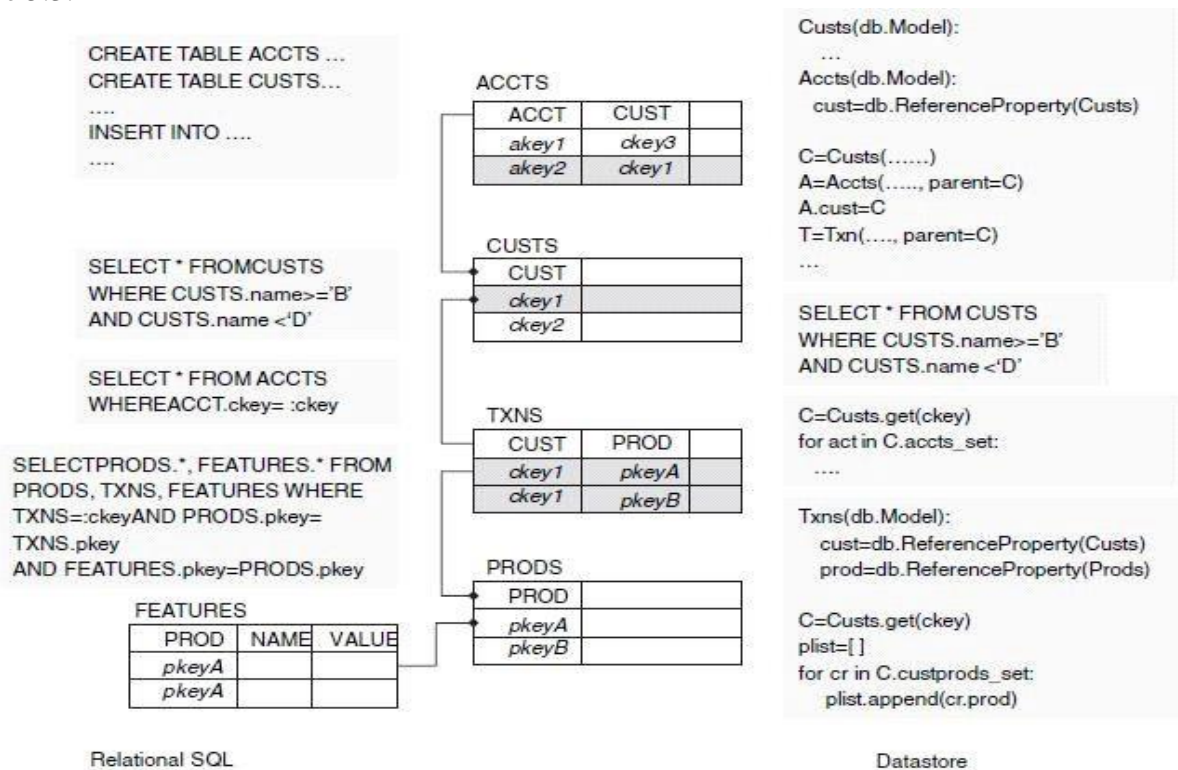 CREATE TABLE ACCTS ...
CREATE TABLE CUSTS...
....
INSERT INTO ....
....
SELECT * FROMCUSTS
WHERE CUSTS.name>='B'
AND CUSTS.name <'D'
SELECT * FROM ACCTS
WHEREACCT.ckey= :ckey
SELECTPRODS.*, FEATURES.* FROM
PRODS, TXNS, FEATURES WHERE
TXNS=:ckeyAND PRODS.pkey=
TXNS.pkey
AND FEATURES.pkey=PRODS.pkey
FEATURES
PROD NAME VALUE
pkeyA
pkeyA
Relational SQL
ACCTS
ACCT CUST
akey1 ckey3
akey2 ckey1
CUSTS
CUST
ckey1
ckey2
TXNS
CUST PROD
ckey1 pkeyA
ckey1 pkeyB
PRODS
PROD
pkeyA
pkeyB
Custs(db.Model):
...
Accts(db.Model):
cust=db.ReferenceProperty(Custs)
C=Custs(......)
A=Accts(....., parent=C)
A.cust=C
T=Txn(...., parent=C)
...
SELECT * FROM CUSTS
WHERE CUSTS.name>='B'
AND CUSTS.name <'D'
C=Custs.get(ckey)
for act in C.accts_set:
....
Txns(db.Model):
cust=db.ReferenceProperty(Custs)
prod=db.ReferenceProperty(Prods)
C=Custs.get(ckey)
plist=[ ]
for cr in C.custprods_set:
plist.append(cr.prod)
Datastore